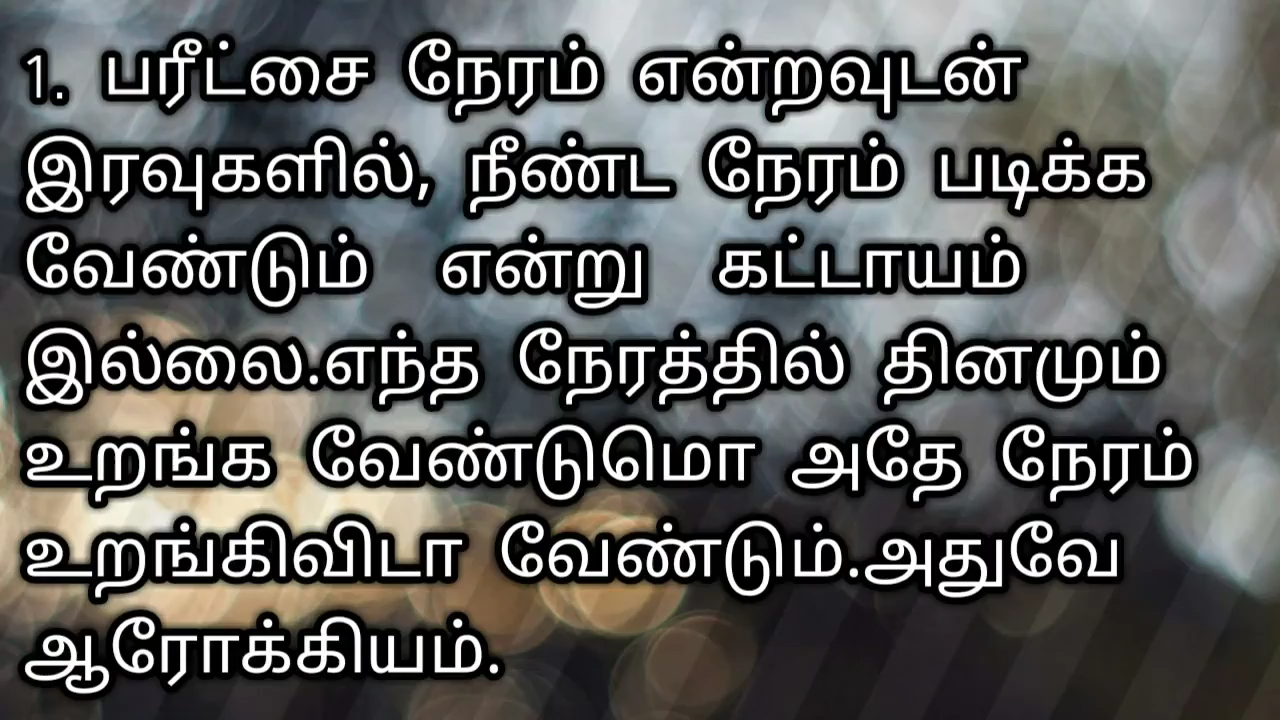 1. பரீட்சை நேரம் என்றவுடன்
இரவுகளில், நீண்ட நேரம் படிக்க
வேண்டும் என்று கட்டாயம்
இல்லை.எந்த நேரத்தில் தினமும்
உறங்க வேண்டுமொ அதே நேரம்
உறங்கிவிடா வேண்டும்.அதுவே
ஆரோக்கியம்.